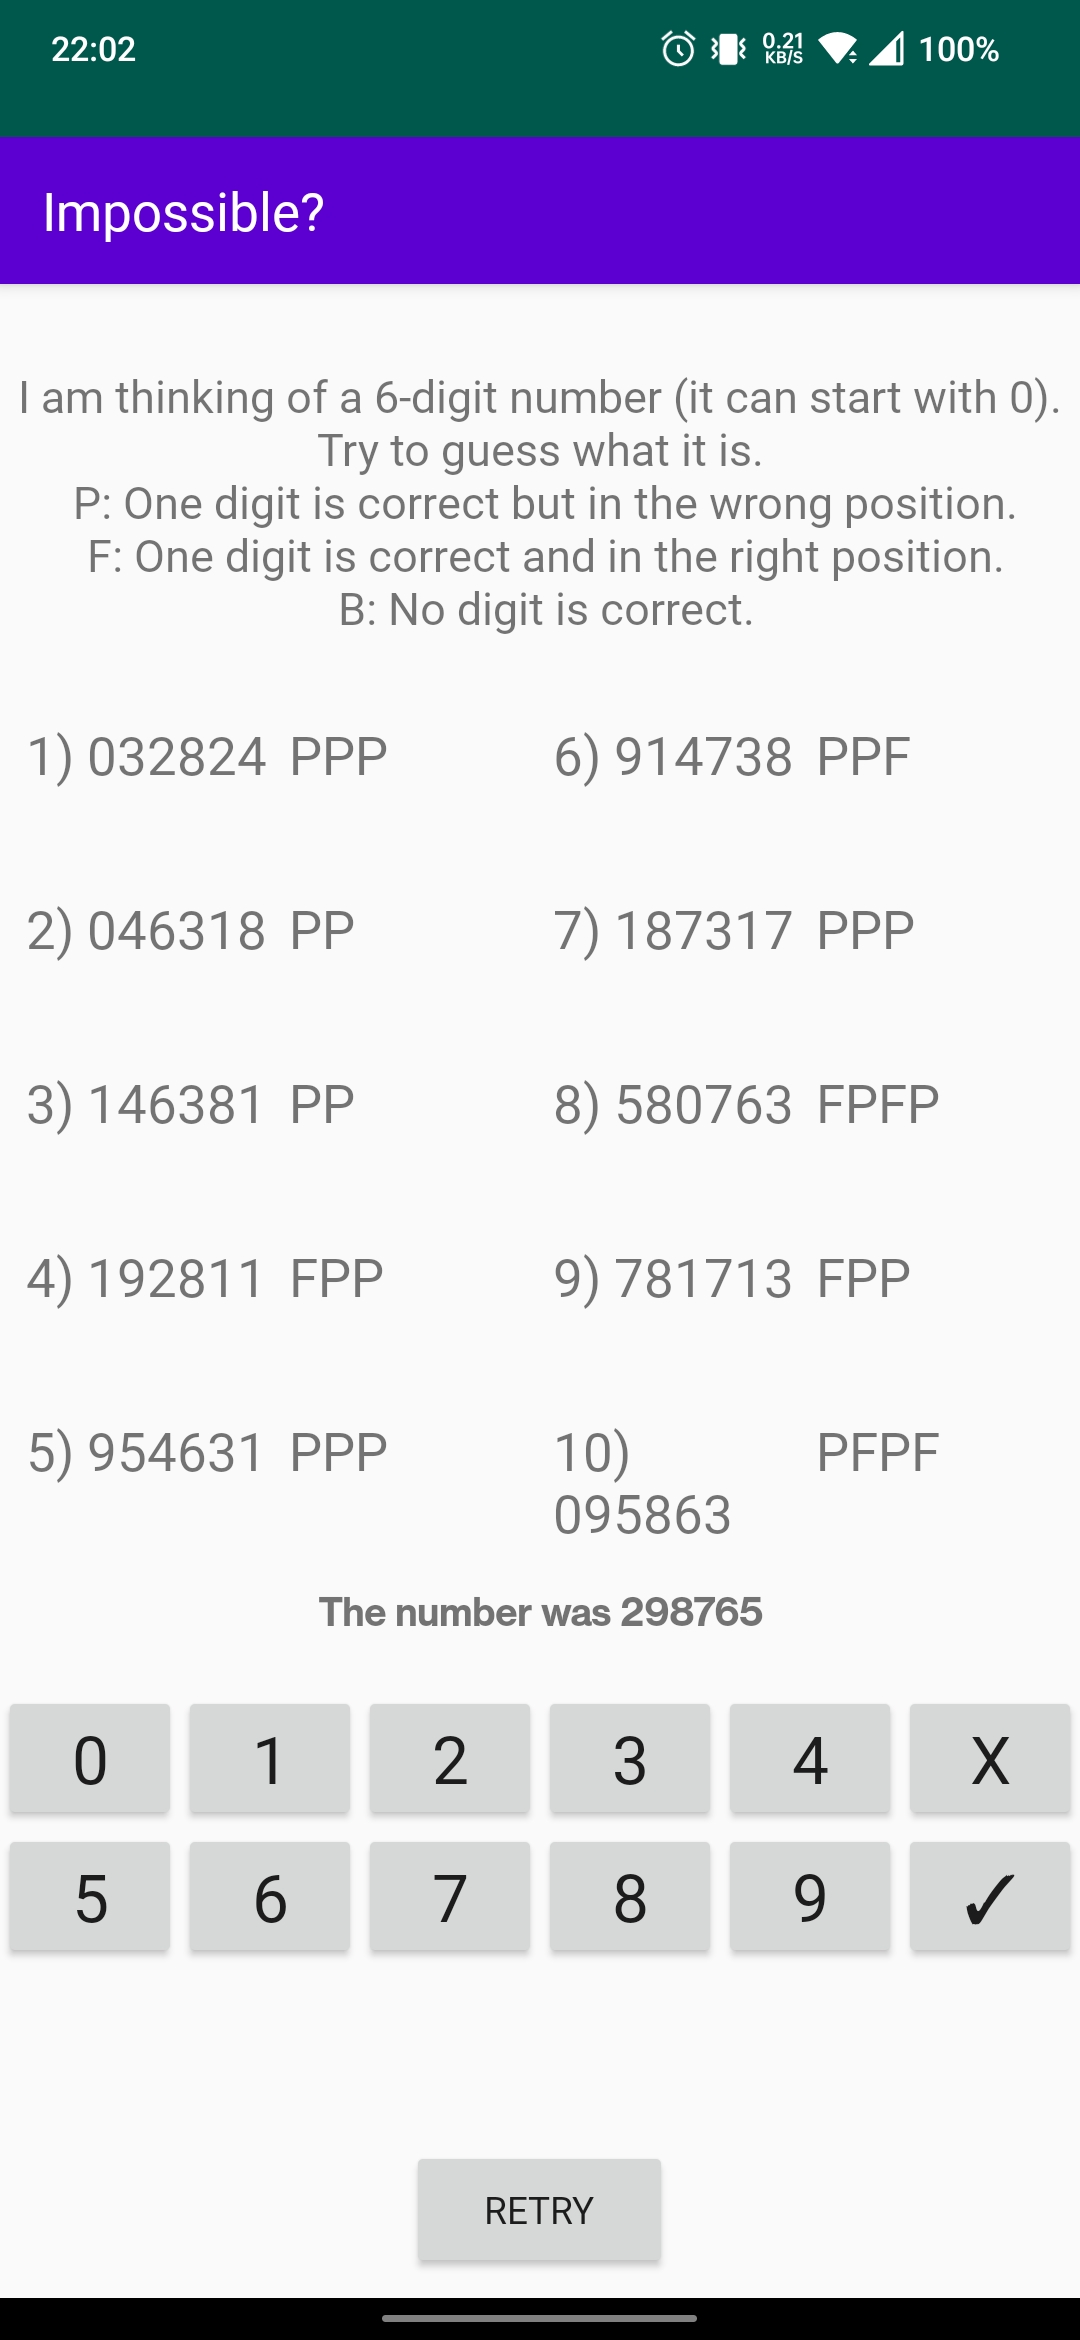 22:02 0.21 KB/S 100%
Impossible?
I am thinking of a 6-digit number (it can start with 0).
Try to guess what it is.
P: One digit is correct but in the wrong position.
F: One digit is correct and in the right position.
B: No digit is correct.
1) 032824 PPP
2) 046318 PP
3) 146381 PP
4) 192811 FPP
5) 954631 PPP
6) 914738 PPF
7) 187317 PPP
8) 580763 FPFP
9) 781713 FPP
10) PFPF
095863
The number was 298765
0 1 2 3 4 X
5 6 7 8 9 ✓
RETRY